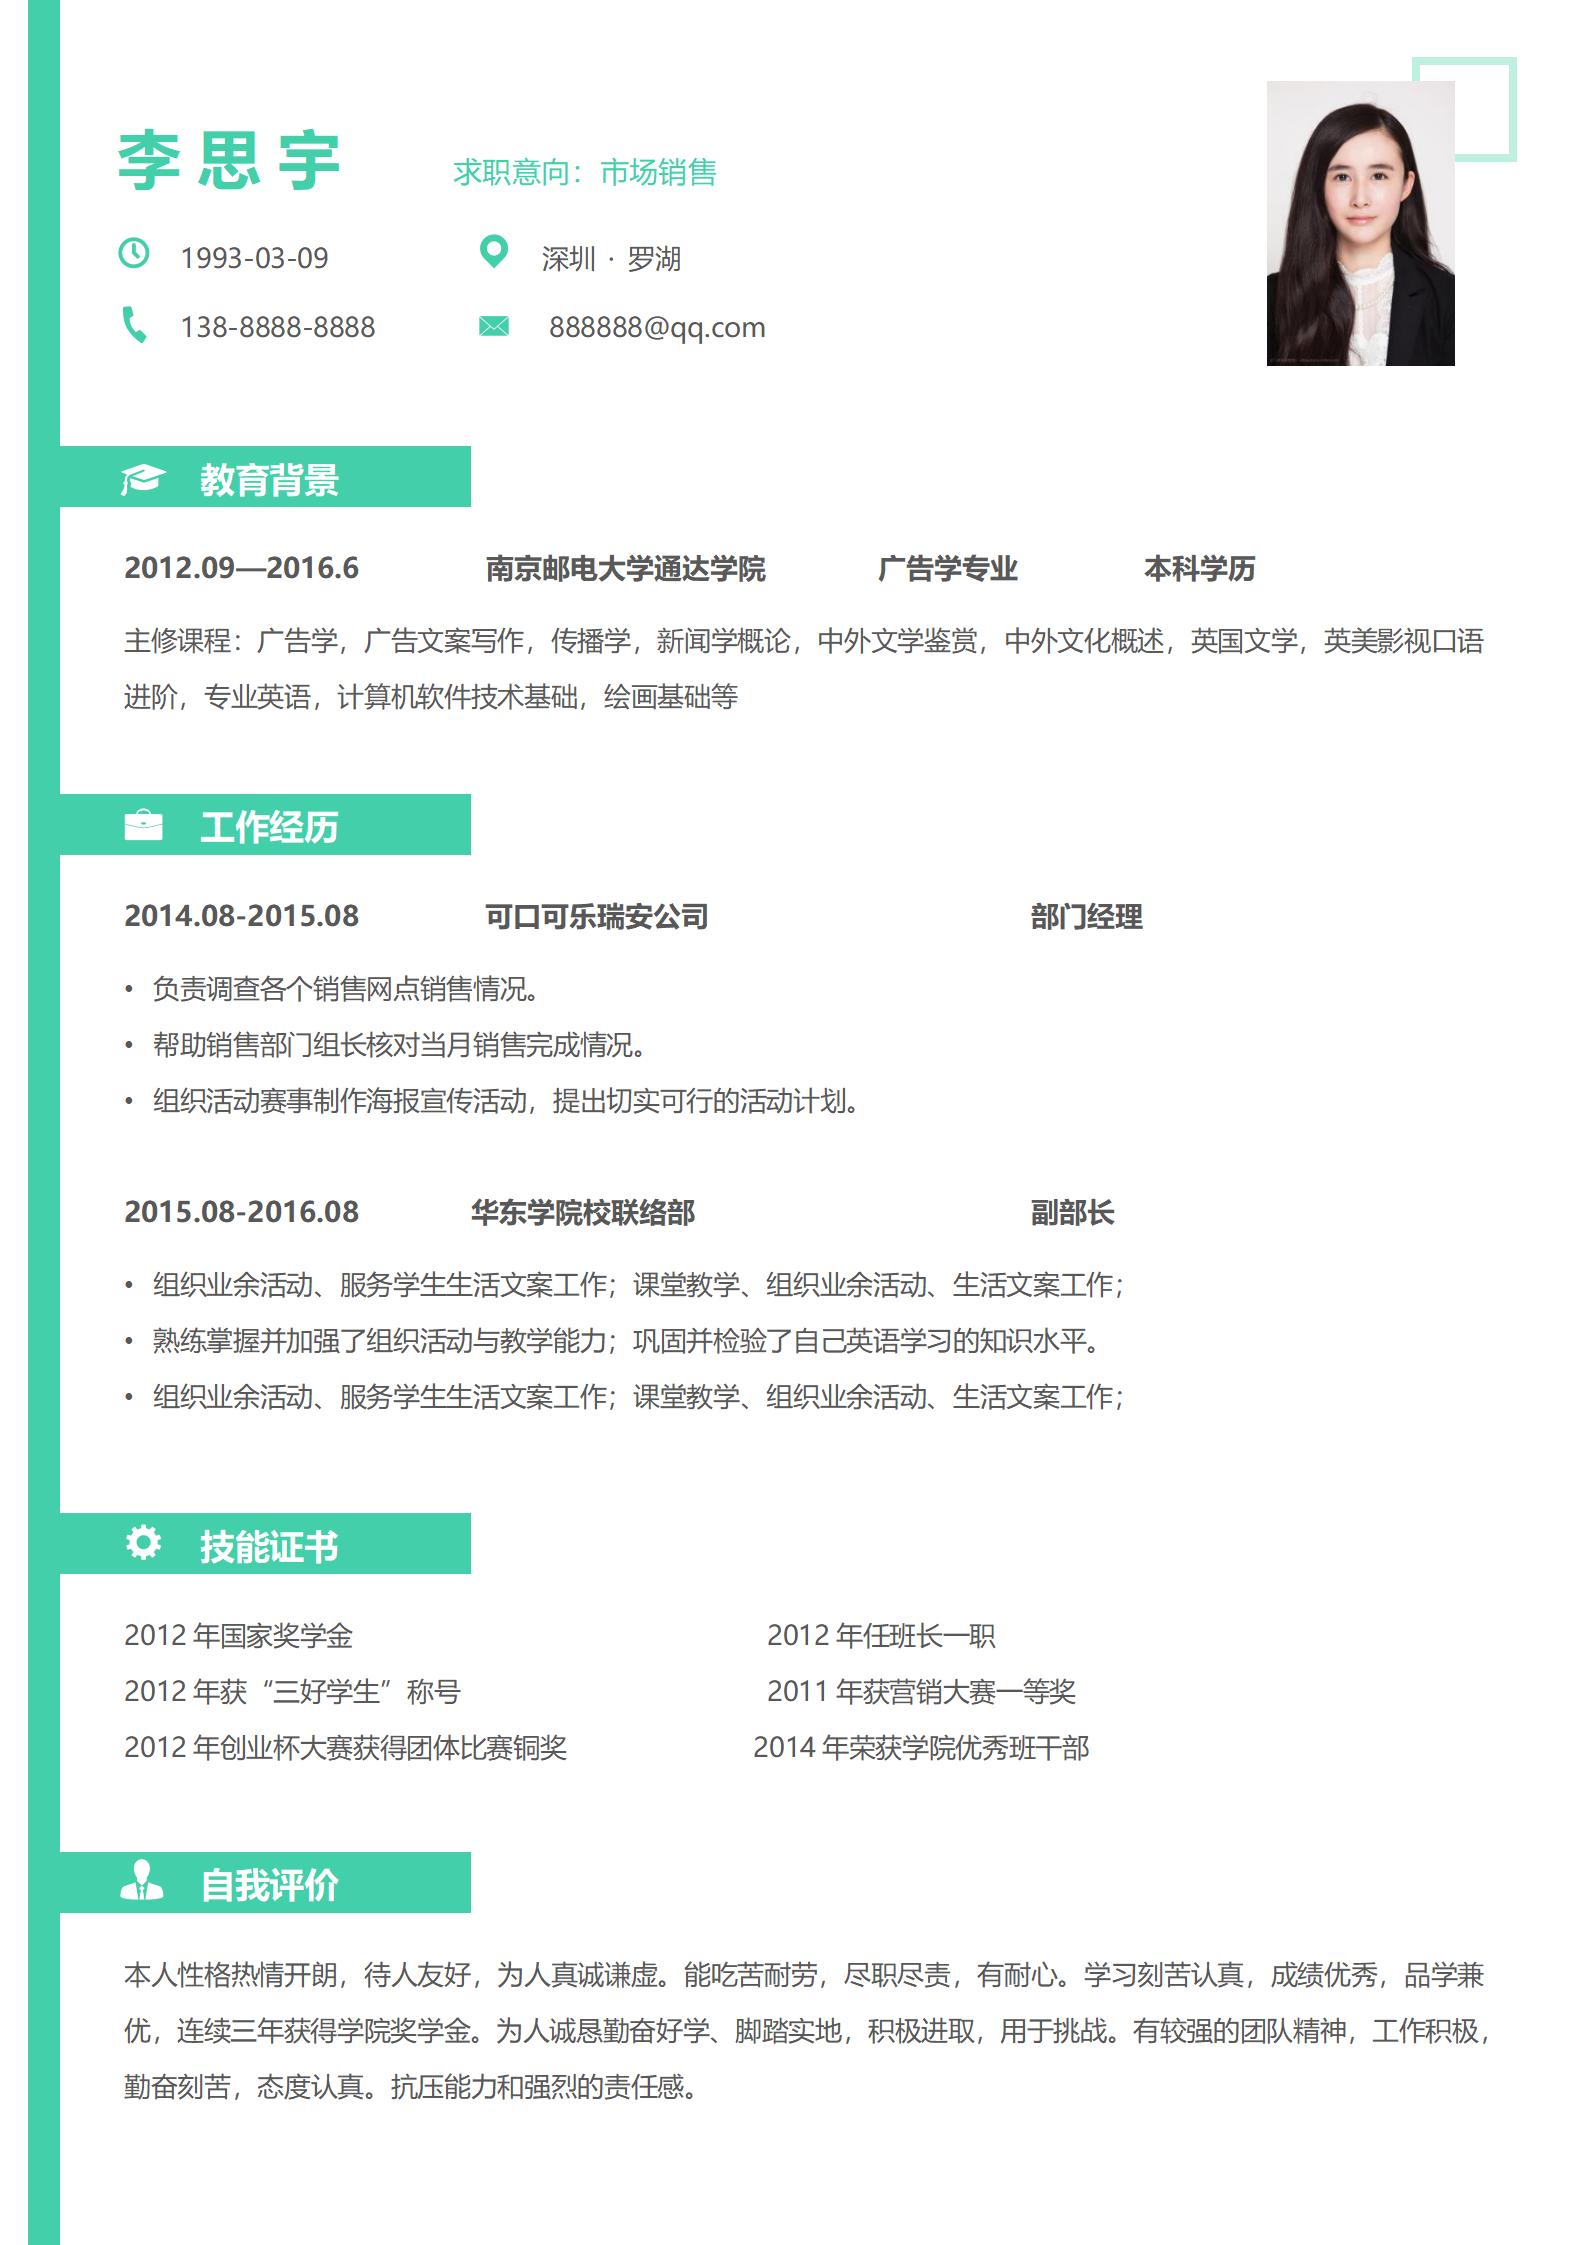 李思宇 求职意向：市场销售
1993-03-09 深圳 · 罗湖
138-8888-8888 888888@qq.com
教育背景
2012.09—2016.6 南京邮电大学通达学院 广告学专业 本科学历
主修课程：广告学，广告文案写作，传播学，新闻学概论，中外文学鉴赏，中外文化概述，英国文学，英美影视口语
进阶，专业英语，计算机软件技术基础，绘画基础等
工作经历
2014.08-2015.08 可口可乐瑞安公司 部门经理
• 负责调查各个销售网点销售情况。
• 帮助销售部门组长核对当月销售完成情况。
• 组织活动赛事制作海报宣传活动，提出切实可行的活动计划。
2015.08-2016.08 华东学院校联络部 副部长
• 组织业余活动、服务学生生活文案工作；课堂教学、组织业余活动、生活文案工作；
• 熟练掌握并加强了组织活动与教学能力；巩固并检验了自己英语学习的知识水平。
• 组织业余活动、服务学生生活文案工作；课堂教学、组织业余活动、生活文案工作；
技能证书
2012 年国家奖学金 2012 年任班长一职
2012 年获“三好学生”称号 2011 年获营销大赛一等奖
2012 年创业杯大赛获得团体比赛铜奖 2014 年荣获学院优秀班干部
自我评价
本人性格热情开朗，待人友好，为人真诚谦虚。能吃苦耐劳，尽职尽责，有耐心。学习刻苦认真，成绩优秀，品学兼
优，连续三年获得学院奖学金。为人诚恳勤奋好学、脚踏实地，积极进取，用于挑战。有较强的团队精神，工作积极，
勤奋刻苦，态度认真。抗压能力和强烈的责任感。